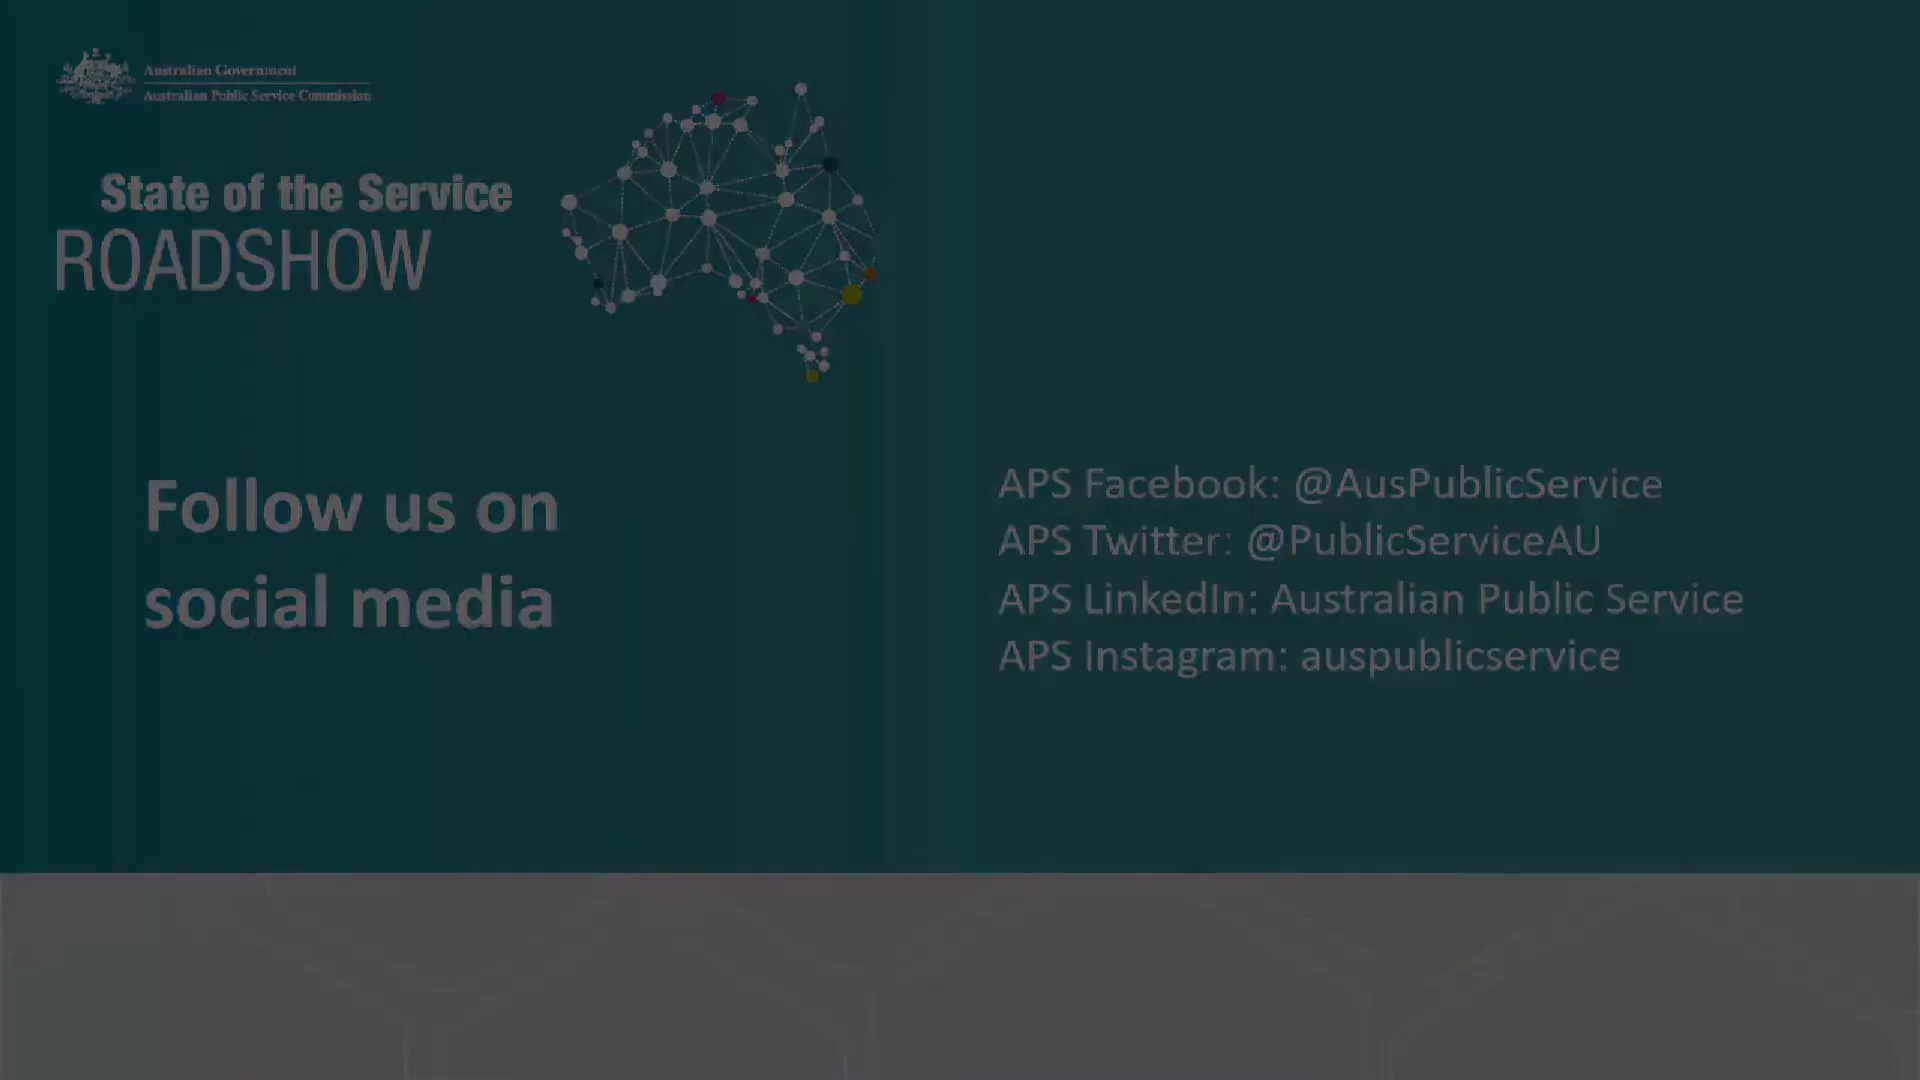 Australian Government
Australian Public Service Commission
State of the Service
ROADSHOW
Follow us on
social media
APS Facebook: @AusPublicService
APS Twitter: @PublicServiceAU
APS LinkedIn: Australian Public Service
APS Instagram: auspublicservice